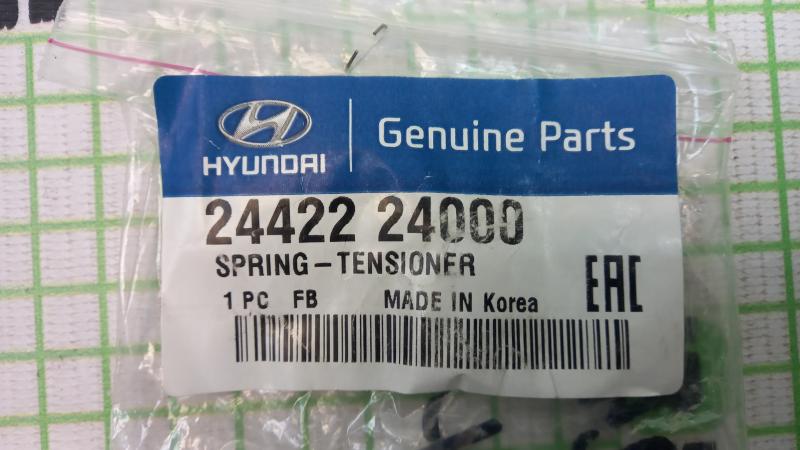 HYUNDAI
Genuine Parts
24422 24000
SPRING-TENSIONER
1 PC FB MADE IN Korea
EAC